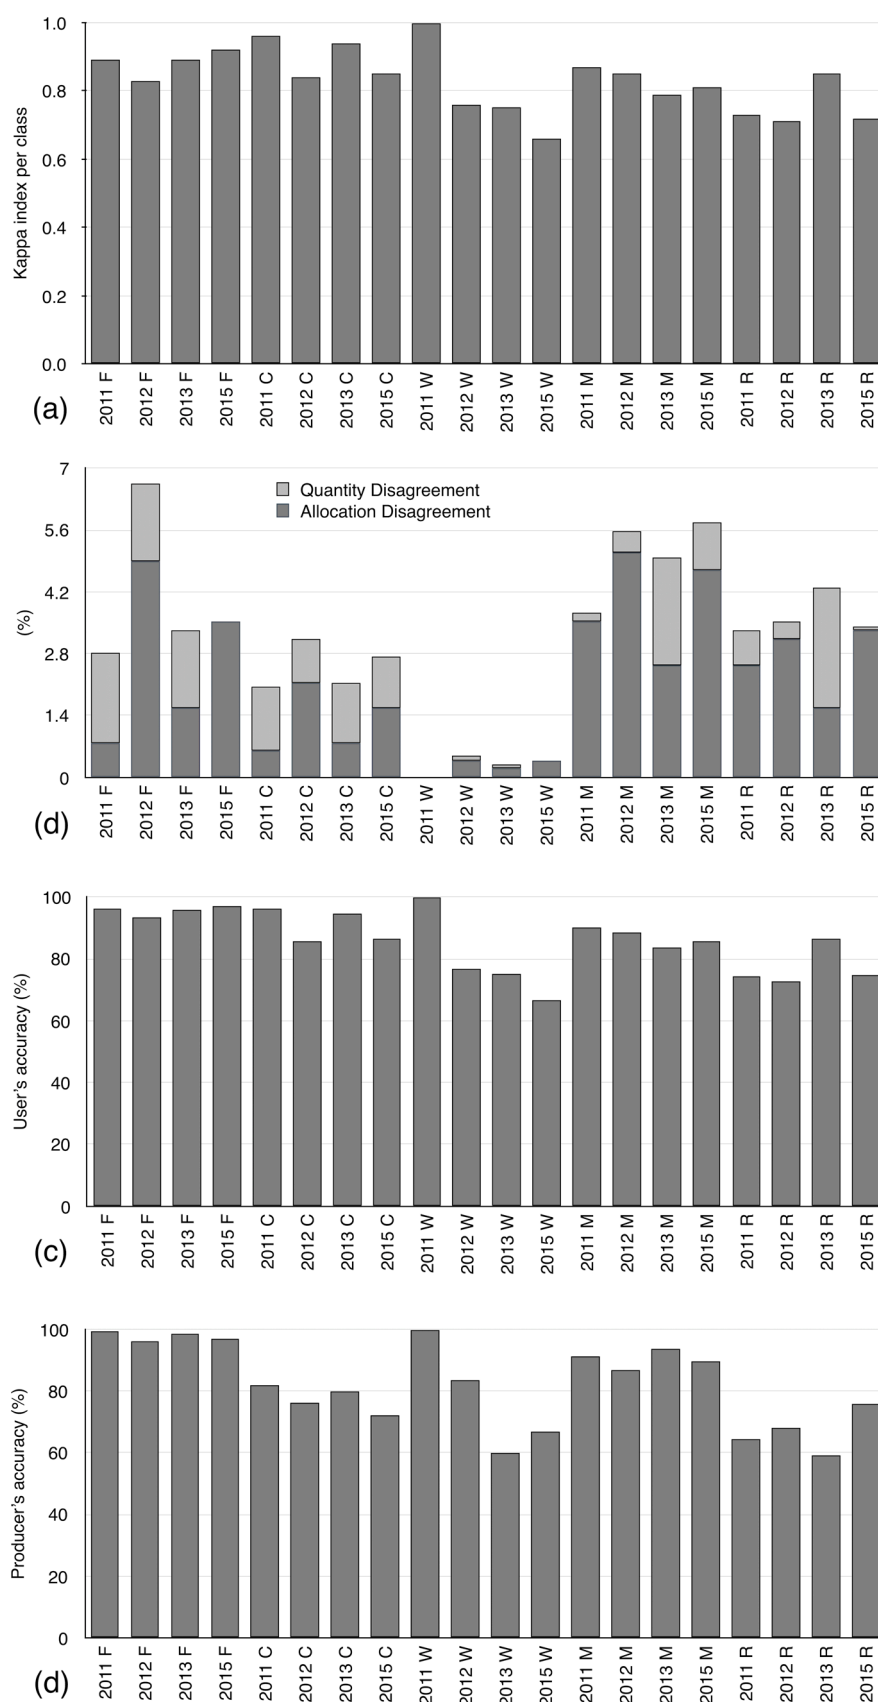 1.0
0.8
0.6
0.4
0.2
0.0
Kappa index per class
2011 F
2012 F
2013 F
2015 F
2011 C
2012 C
2013 C
2015 C
2011 W
2012 W
2013 W
2015 W
2011 M
2012 M
2013 M
2015 M
2011 R
2012 R
2013 R
2015 R
(a)
7
5.6
4.2
2.8
1.4
0
(%)
Quantity Disagreement
Allocation Disagreement
2011 F
2012 F
2013 F
2015 F
2011 C
2012 C
2013 C
2015 C
2011 W
2012 W
2013 W
2015 W
2011 M
2012 M
2013 M
2015 M
2011 R
2012 R
2013 R
2015 R
(d)
100
80
60
40
20
0
User's accuracy (%)
2011 F
2012 F
2013 F
2015 F
2011 C
2012 C
2013 C
2015 C
2011 W
2012 W
2013 W
2015 W
2011 M
2012 M
2013 M
2015 M
2011 R
2012 R
2013 R
2015 R
(c)
100
80
60
40
20
0
Producer's accuracy (%)
2011 F
2012 F
2013 F
2015 F
2011 C
2012 C
2013 C
2015 C
2011 W
2012 W
2013 W
2015 W
2011 M
2012 M
2013 M
2015 M
2011 R
2012 R
2013 R
2015 R
(d)